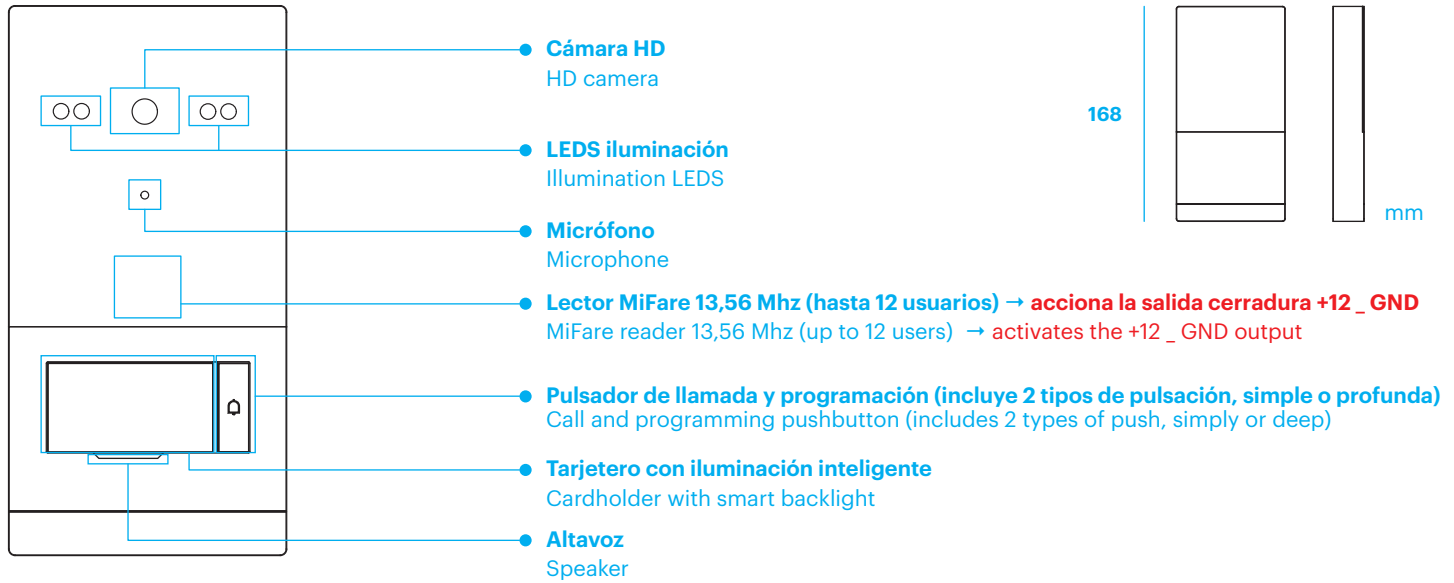 Cámara HD
HD camera
LEDS iluminación
Illumination LEDS
Micrófono
Microphone
Lector MiFare 13,56 Mhz (hasta 12 usuarios) → acciona la salida cerradura +12 _ GND
MiFare reader 13,56 Mhz (up to 12 users) → activates the +12 _ GND output
Pulsador de llamada y programación (incluye 2 tipos de pulsación, simple o profunda)
Call and programming pushbutton (includes 2 types of push, simply or deep)
Tarjetero con iluminación inteligente
Cardholder with smart backlight
Altavoz
Speaker
168
mm